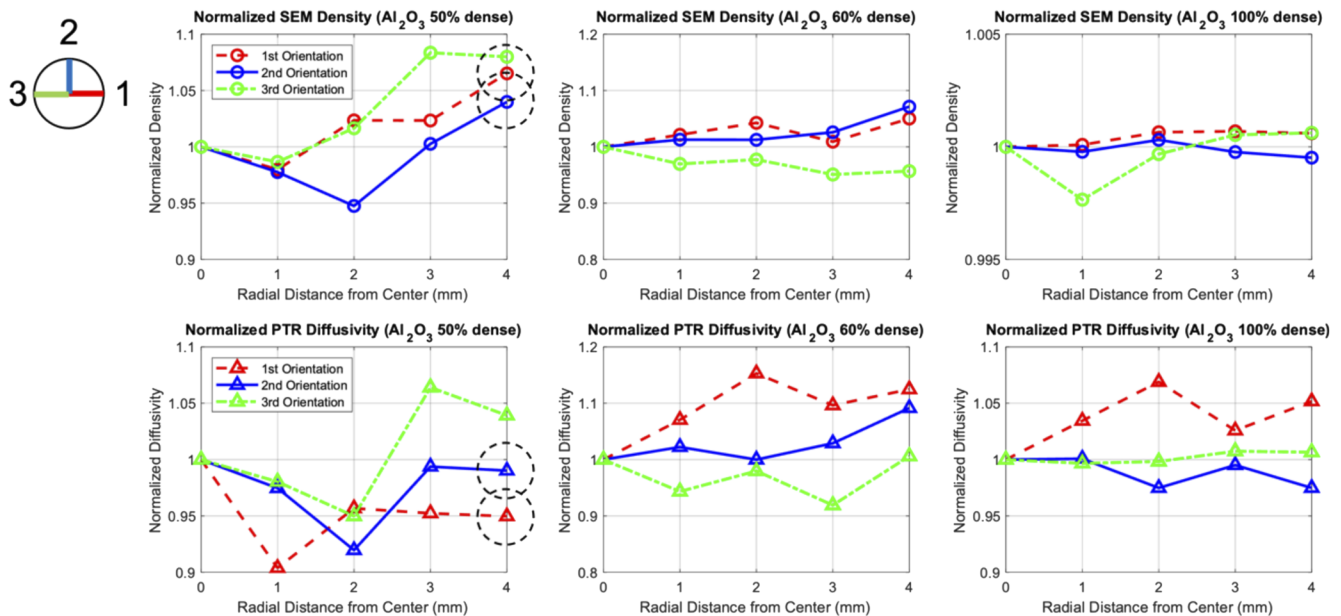 2
3
1
Normalized SEM Density (Al2O3 50% dense)
1.1
1.05
1
0.95
0.9
Normalized Density
1st Orientation
2nd Orientation
3rd Orientation
0 1 2 3 4
Radial Distance from Center (mm)
Normalized SEM Density (Al2O3 60% dense)
1.2
1.1
1.0
0.9
0.8
Normalized Density
0 1 2 3 4
Radial Distance from Center (mm)
Normalized SEM Density (Al2O3 100% dense)
1.005
1
0.995
Normalized Density
0 1 2 3 4
Radial Distance from Center (mm)
Normalized PTR Diffusivity (Al2O3 50% dense)
1.1
1.05
1
0.95
0.9
Normalized Diffusivity
1st Orientation
2nd Orientation
3rd Orientation
0 1 2 3 4
Radial Distance from Center (mm)
Normalized PTR Diffusivity (Al2O3 60% dense)
1.2
1.1
1.0
0.9
0.8
Normalized Diffusivity
0 1 2 3 4
Radial Distance from Center (mm)
Normalized PTR Diffusivity (Al2O3 100% dense)
1.1
1.05
1
0.95
0.9
Normalized Diffusivity
0 1 2 3 4
Radial Distance from Center (mm)